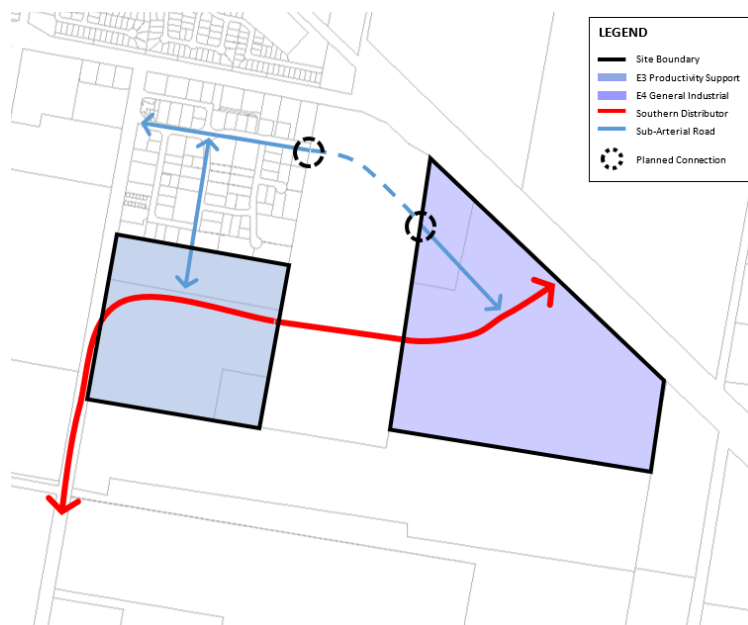 LEGEND
Site Boundary
E3 Productivity Support
E4 General Industrial
Southern Distributor
Sub-Arterial Road
Planned Connection